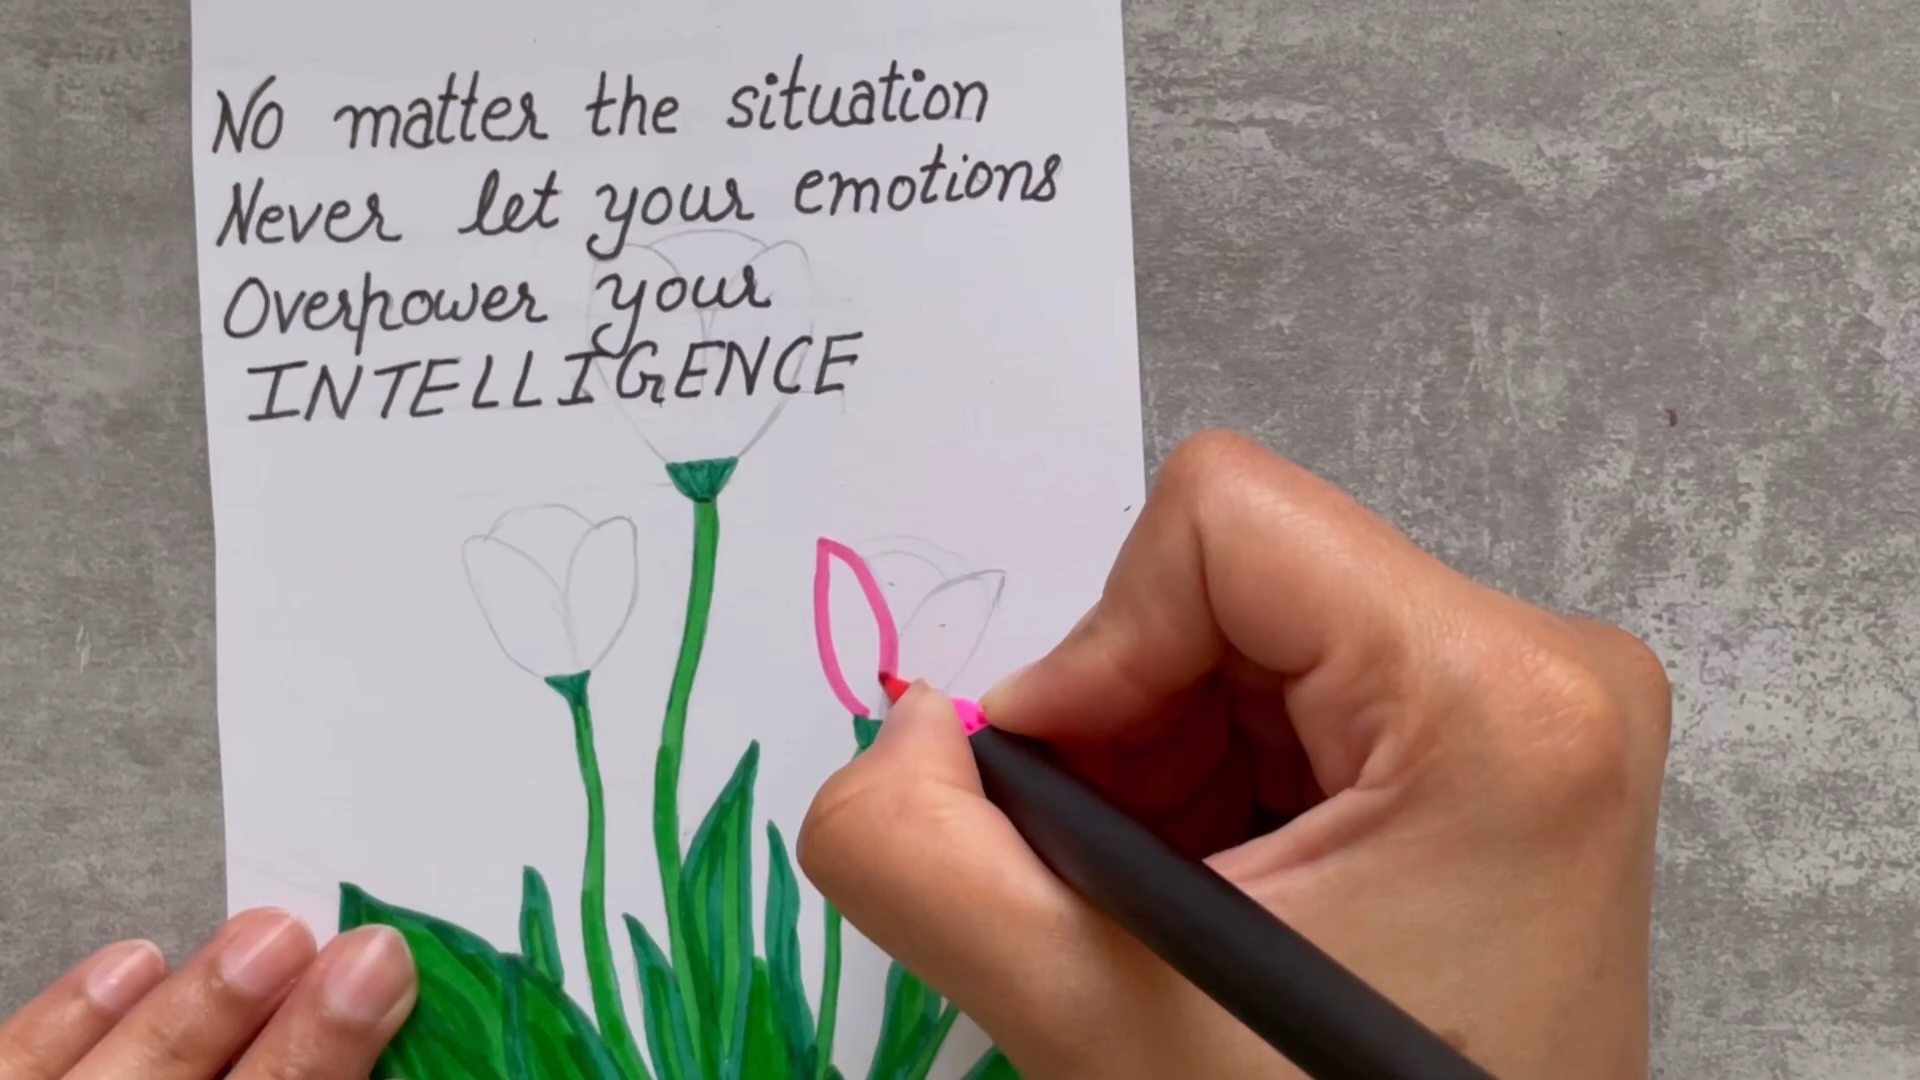 No matter the situation
Never let your emotions
Overpower your
INTELLIGENCE